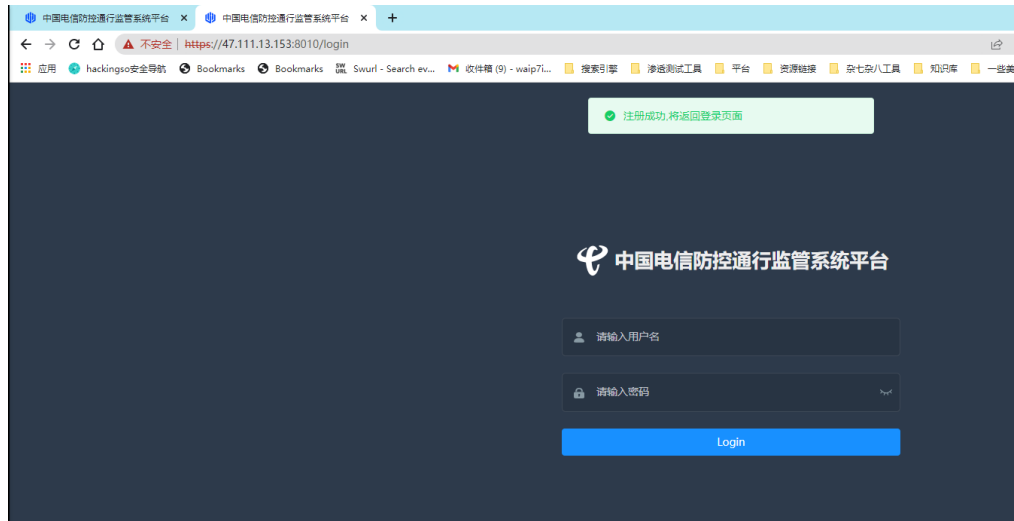 中国电信防控通行监管系统平台 中国电信防控通行监管系统平台
不安全 https://47.111.13.153:8010/login
应用 hackingso安全导航 Bookmarks Bookmarks SW URL Swurl - Search ev... 收件箱 (9) - waip7i... 搜索引擎 渗透测试工具 平台 资源链接 杂七杂八工具 知识库 一些美
注册成功,将返回登录页面
中国电信防控通行监管系统平台
请输入用户名
请输入密码
Login